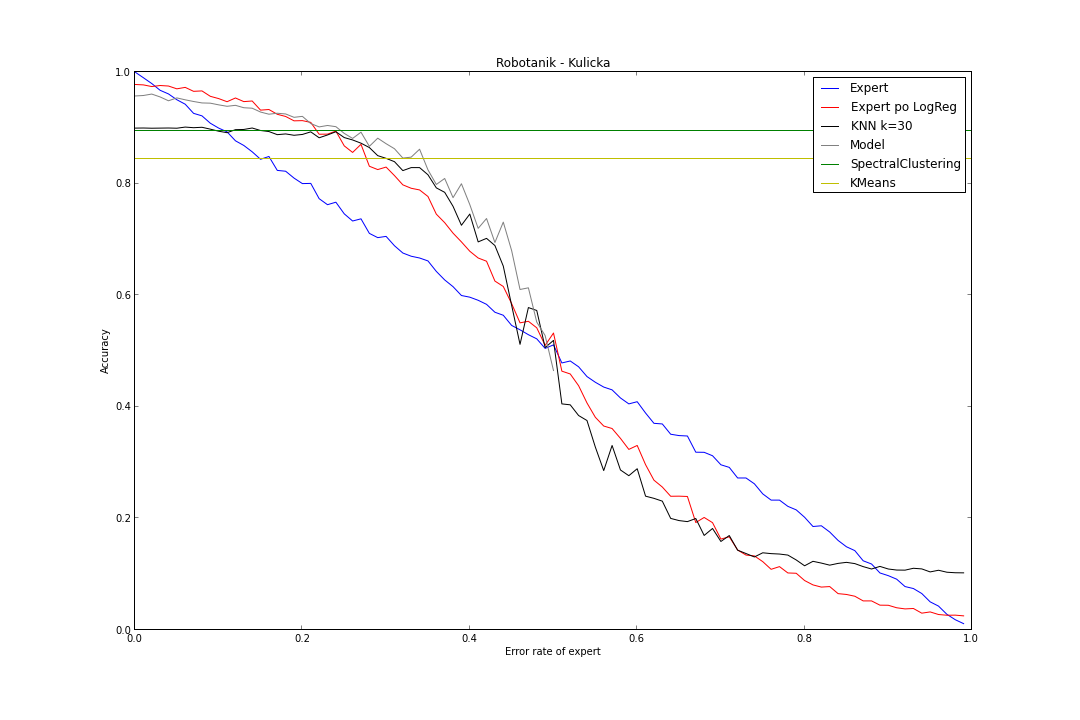 Robotanik - Kulicka
1.0
0.8
0.6
0.4
0.2
0.0
Accuracy
0.0 0.2 0.4 0.6 0.8 1.0
Error rate of expert
Expert
Expert po LogReg
KNN k=30
Model
SpectralClustering
KMeans